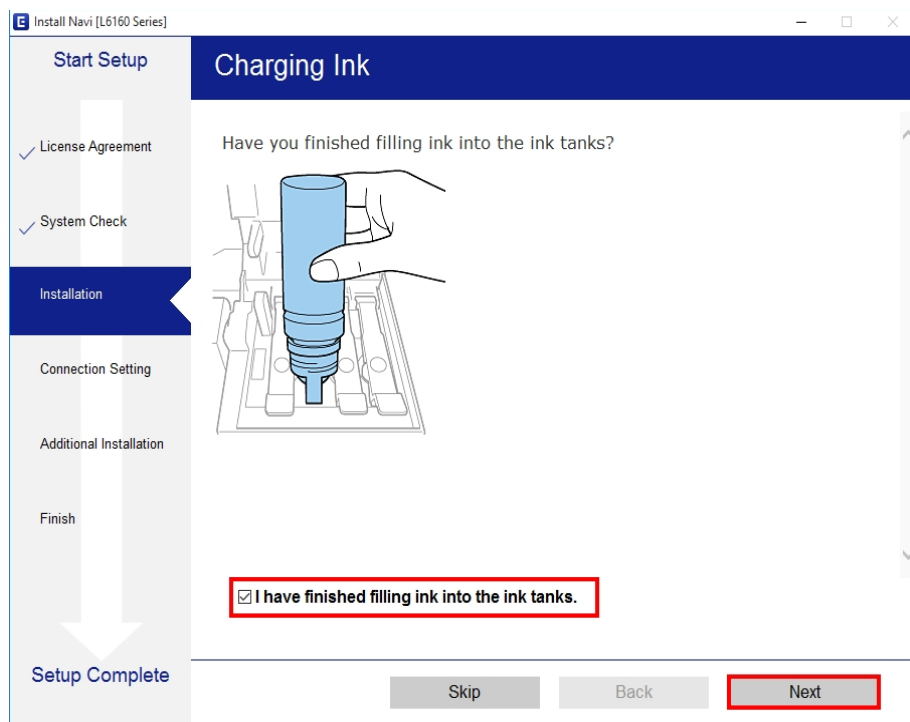 E Install Navi [L6160 Series]
Start Setup
License Agreement
System Check
Installation
Connection Setting
Additional Installation
Finish
Setup Complete
Charging Ink
Have you finished filling ink into the ink tanks?
I have finished filling ink into the ink tanks.
Skip
Back
Next